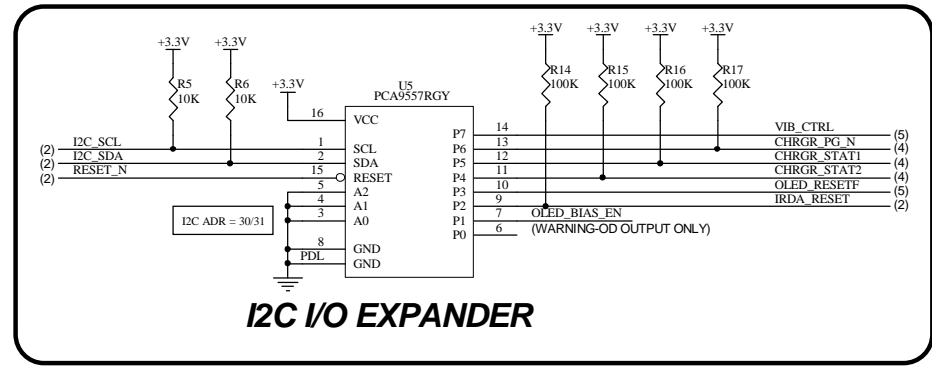 +3.3V +3.3V +3.3V +3.3V +3.3V +3.3V
R5 10K
R6 10K
+3.3V
R14 100K
R15 100K
R16 100K
R17 100K
U5
PCA9557RGY
16 VCC
(2) I2C_SCL 1 SCL
(2) I2C_SDA 2 SDA
(2) RESET_N 15 RESET
5 A2
4 A1
3 A0
I2C ADR = 30/31
8 GND
PDL GND
P7 14 VIB_CTRL (5)
P6 13 CHRGR_PG_N (4)
P5 12 CHRGR_STAT1 (4)
P4 11 CHRGR_STAT2 (4)
P3 10 OLED_RESETF (5)
P2 9 IRDA_RESET (2)
P1 7 OLED_BIAS_EN
P0 6 (WARNING-OD OUTPUT ONLY)
I2C I/O EXPANDER